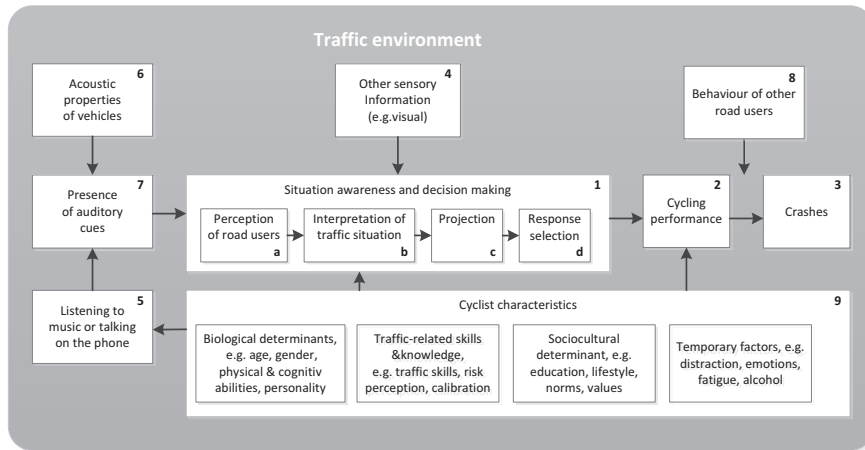 Traffic environment
6
Acoustic
properties
of vehicles
4
Other sensory
Information
(e.g.visual)
8
Behaviour of other
road users
7
Presence
of auditory
cues
Situation awareness and decision making
1
Perception
of road users
a
Interpretation of
traffic situation
b
Projection
c
Response
selection
d
2
Cycling
performance
3
Crashes
5
Listening to
music or talking
on the phone
Cyclist characteristics
9
Biological determinants,
e.g. age, gender,
physical & cognitiv
abilities, personality
Traffic-related skills
&knowledge,
e.g. traffic skills, risk
perception, calibration
Sociocultural
determinant, e.g.
education, lifestyle,
norms, values
Temporary factors, e.g.
distraction, emotions,
fatigue, alcohol